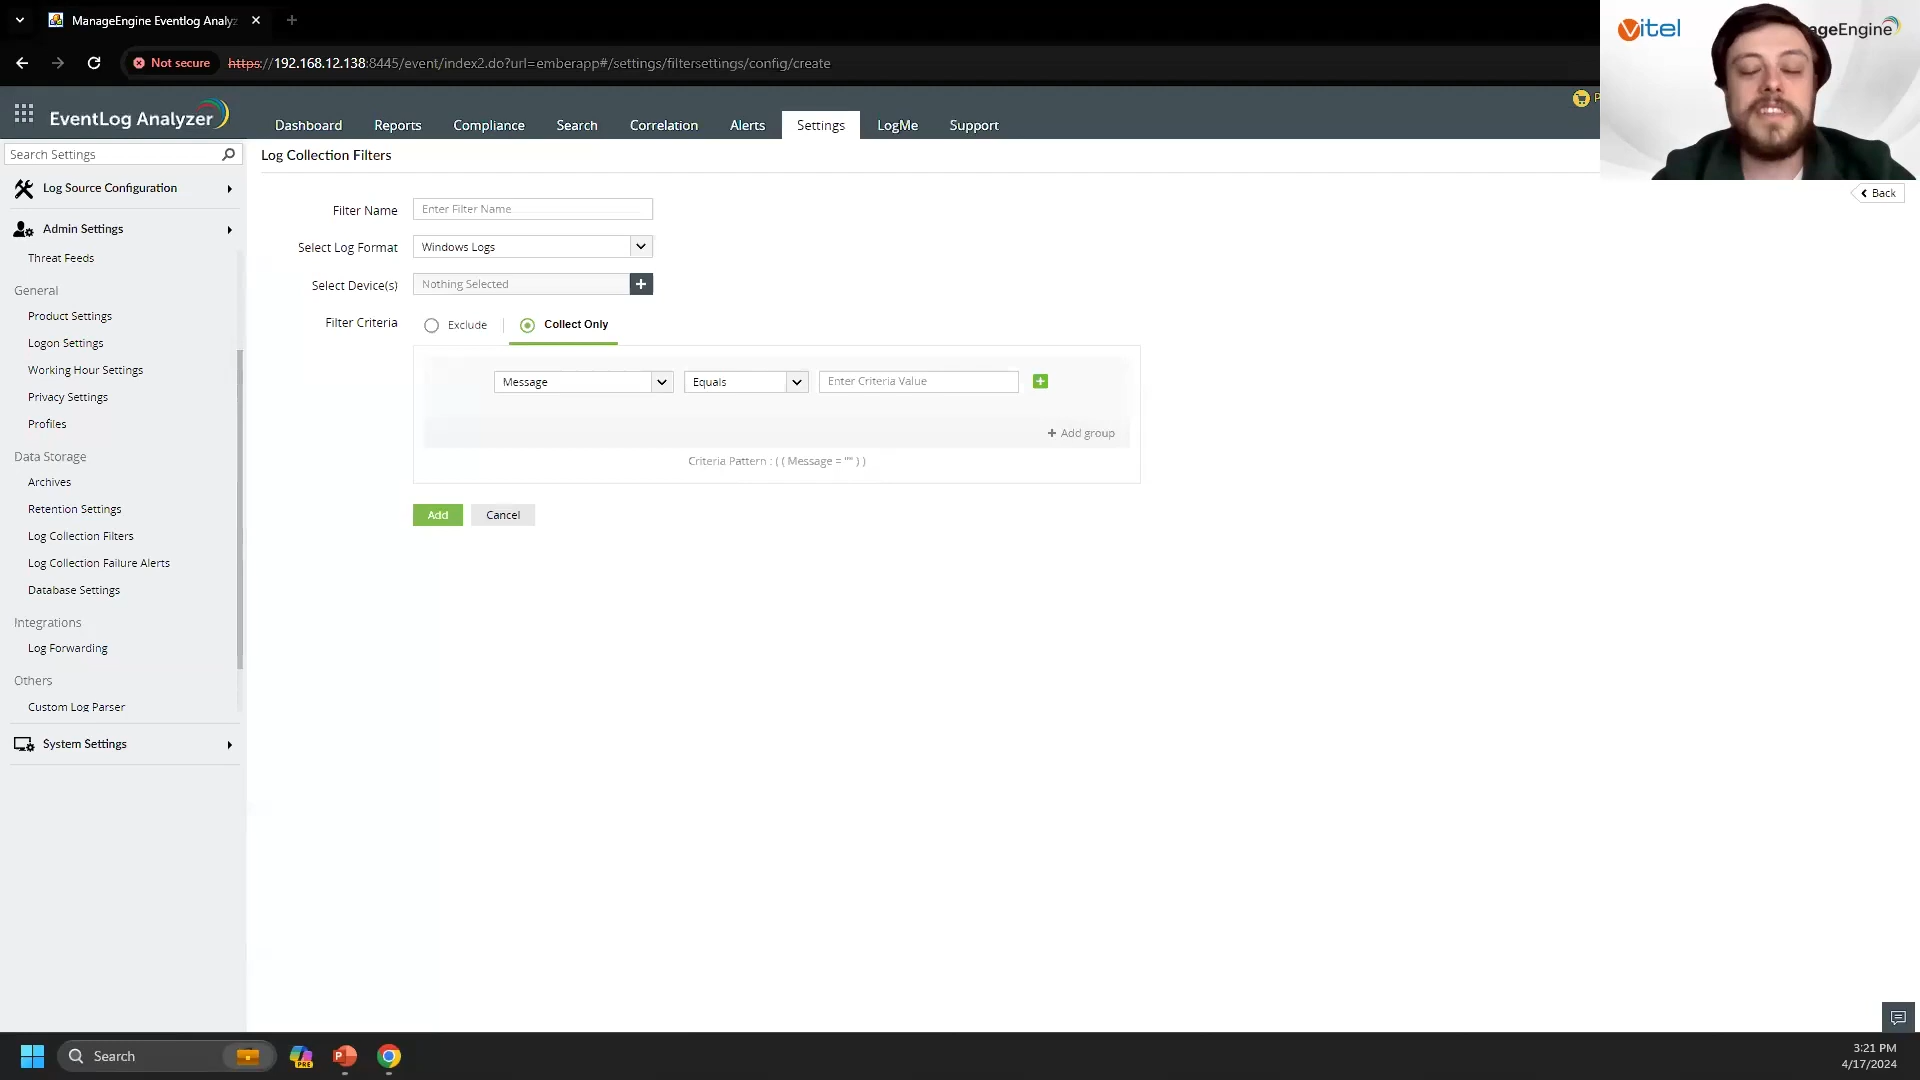 ManageEngine Eventlog Analyz
Not secure
https://192.168.12.138:8445/event/index2.do?url=emberapp#/settings/filtersettings/config/create
Vitel
ageEngine
EventLog Analyzer
Dashboard
Reports
Compliance
Search
Correlation
Alerts
Settings
LogMe
Support
P
Search Settings
Log Collection Filters
Back
Log Source Configuration
Admin Settings
Threat Feeds
General
Product Settings
Logon Settings
Working Hour Settings
Privacy Settings
Profiles
Data Storage
Archives
Retention Settings
Log Collection Filters
Log Collection Failure Alerts
Database Settings
Integrations
Log Forwarding
Others
Custom Log Parser
System Settings
Filter Name
Enter Filter Name
Select Log Format
Windows Logs
Select Device(s)
Nothing Selected
+
Filter Criteria
Exclude
Collect Only
Message
Equals
Enter Criteria Value
+ Add group
Criteria Pattern : ( ( Message = "" ) )
Add
Cancel
Search
PRE
3:21 PM
4/17/2024